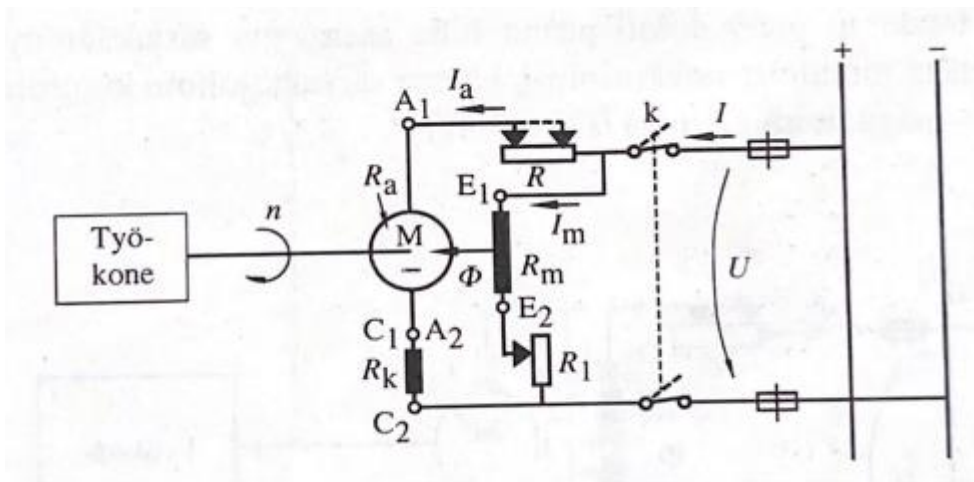 + −
A₁
Iₐ
k
I
R
Rₐ
E₁
Iₘ
n
Työ-
kone
M
−
Φ
Rₘ
U
E₂
C₁ A₂
Rₖ
R₁
C₂